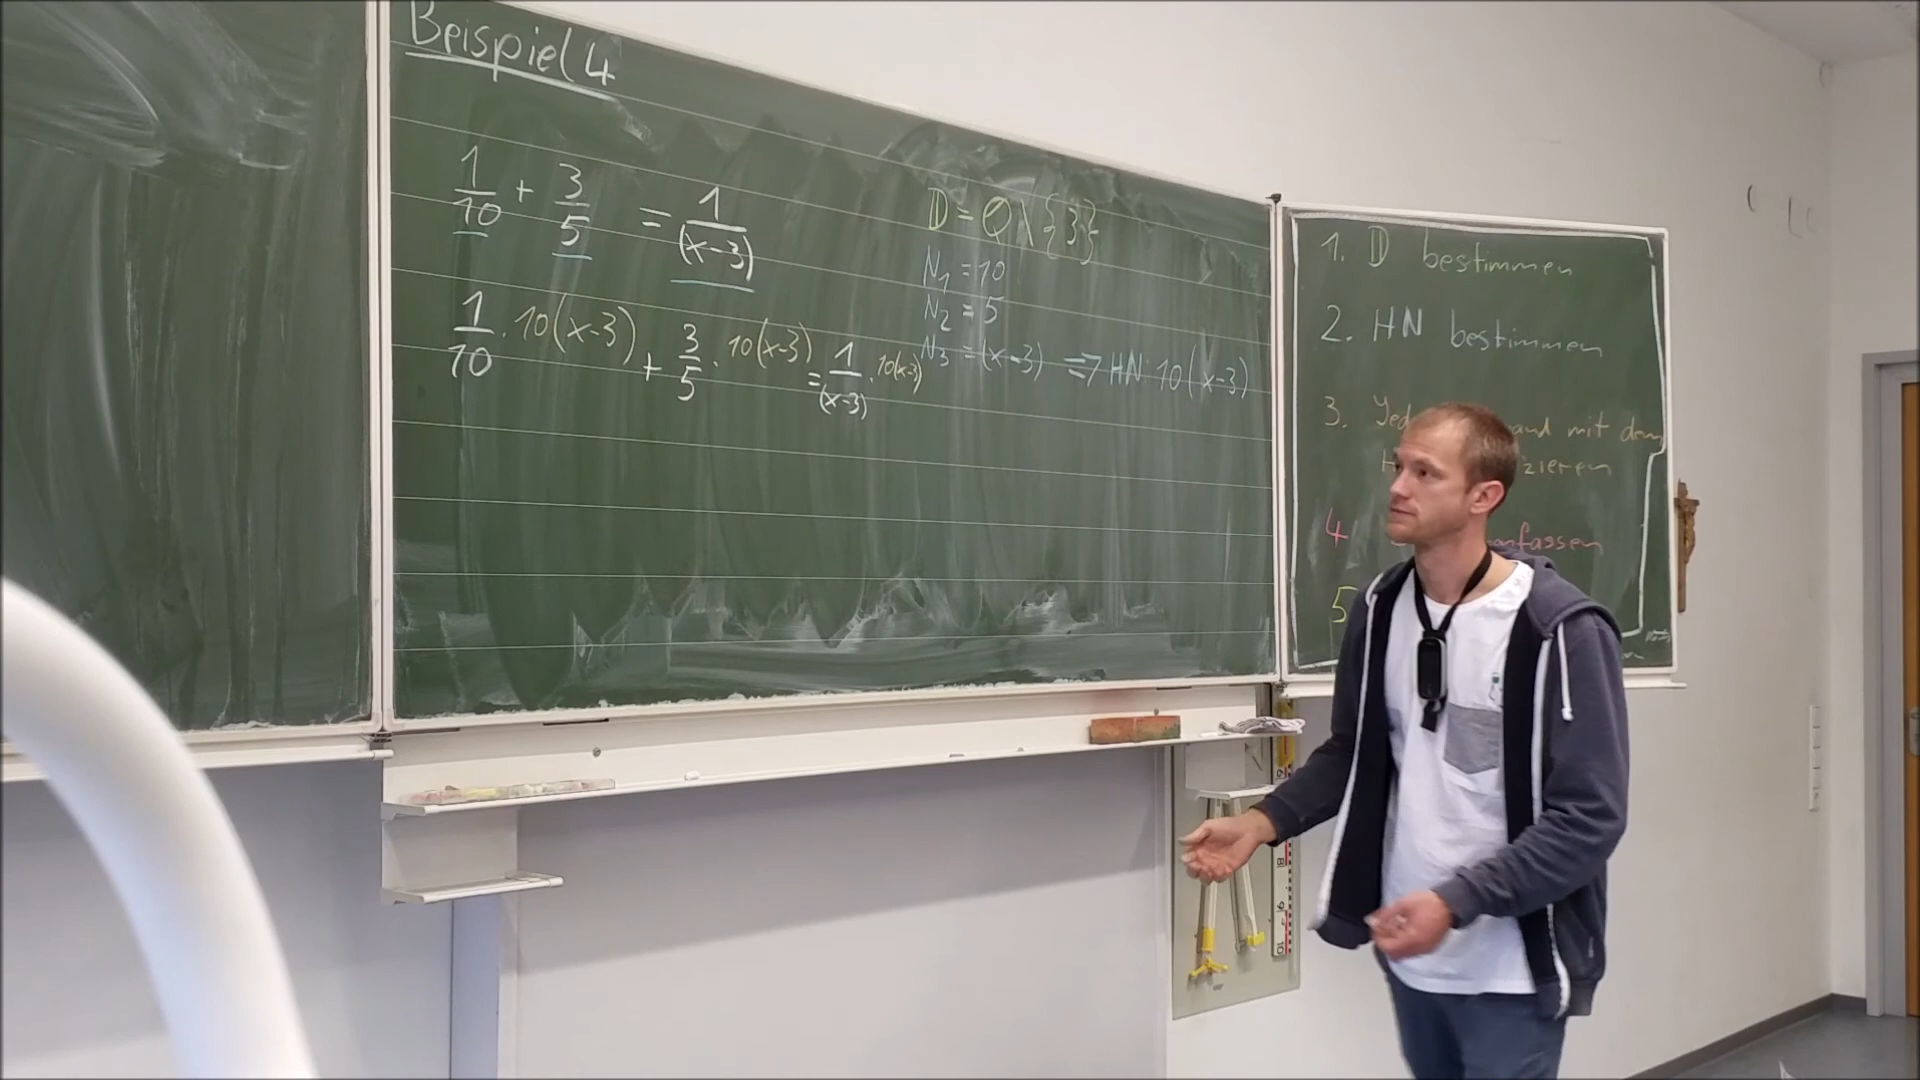 Beispiel 4
1/10 + 3/5 = 1/(x-3)
D = Q \ {3}
N₁ = 10
N₂ = 5
N₃ = (x-3) => HN: 10(x-3)
1/10 · 10(x-3) + 3/5 · 10(x-3) = 1/(x-3) · 10(x-3)
1. D bestimmen
2. HN bestimmen
3. mit dem
4
5